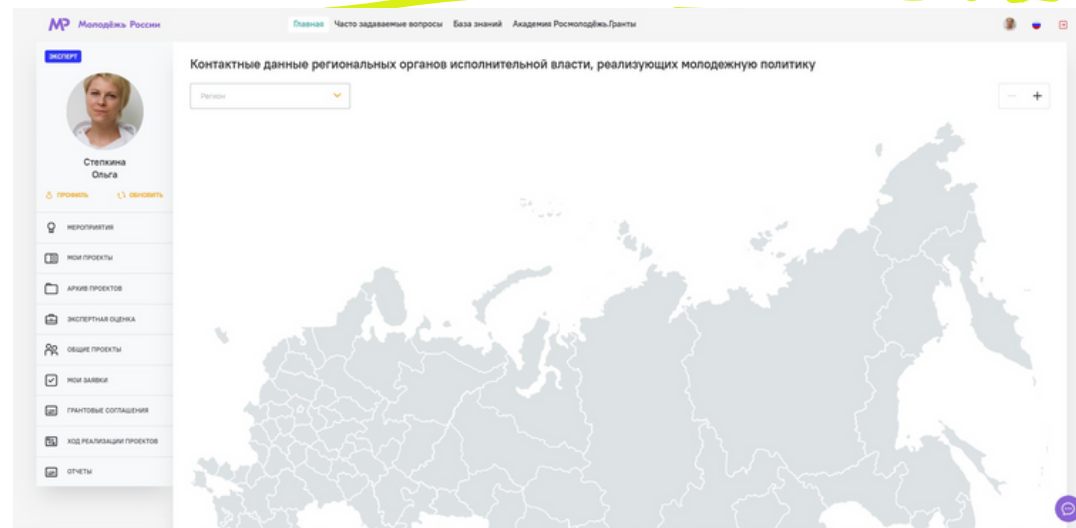 МР Молодёжь России
Главная Часто задаваемые вопросы База знаний Академия Росмолодёжь.Гранты
ЭКСПЕРТ
Степкина
Ольга
ПРОФИЛЬ ОБНОВИТЬ
МЕРОПРИЯТИЯ
МОИ ПРОЕКТЫ
АРХИВ ПРОЕКТОВ
ЭКСПЕРТНАЯ ОЦЕНКА
ОБЩИЕ ПРОЕКТЫ
МОИ ЗАЯВКИ
ГРАНТОВЫЕ СОГЛАШЕНИЯ
ХОД РЕАЛИЗАЦИИ ПРОЕКТОВ
ОТЧЕТЫ
Контактные данные региональных органов исполнительной власти, реализующих молодежную политику
Регион